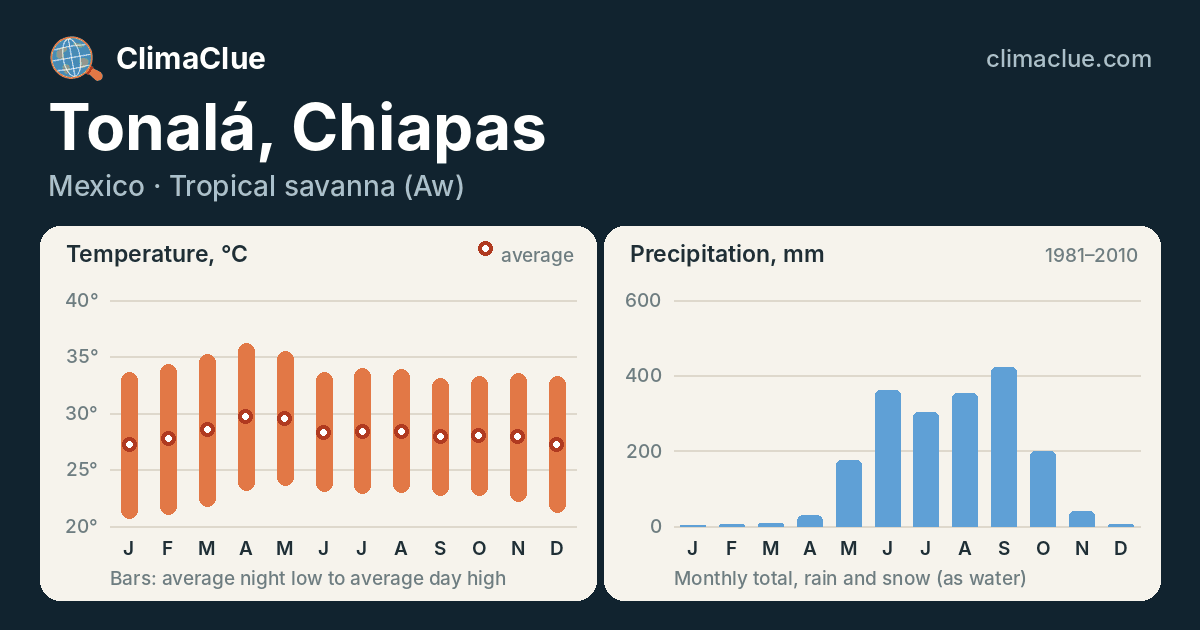 ClimaClue
climaclue.com
Tonalá, Chiapas
Mexico · Tropical savanna (Aw)
Temperature, °C
average
40°
35°
30°
25°
20°
J F M A M J J A S O N D
Bars: average night low to average day high
Precipitation, mm
1981–2010
600
400
200
0
J F M A M J J A S O N D
Monthly total, rain and snow (as water)